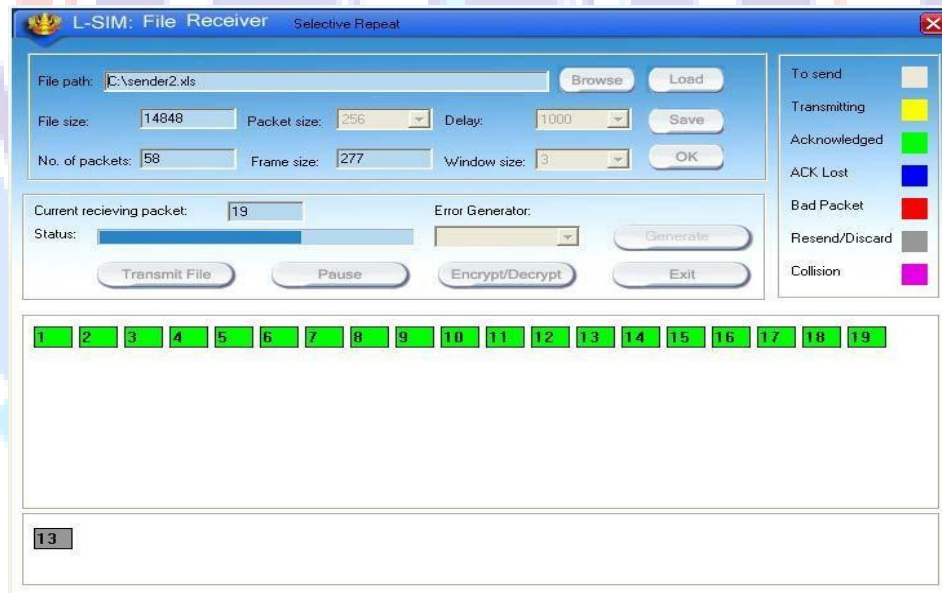 L-SIM: File Receiver Selective Repeat
File path: C:\sender2.xls Browse Load
File size: 14848 Packet size: 256 Delay: 1000 Save
No. of packets: 58 Frame size: 277 Window size: 3 OK
Current recieving packet: 19 Error Generator:
Status: Generate
Transmit File Pause Encrypt/Decrypt Exit
To send
Transmitting
Acknowledged
ACK Lost
Bad Packet
Resend/Discard
Collision
1 2 3 4 5 6 7 8 9 10 11 12 13 14 15 16 17 18 19
13